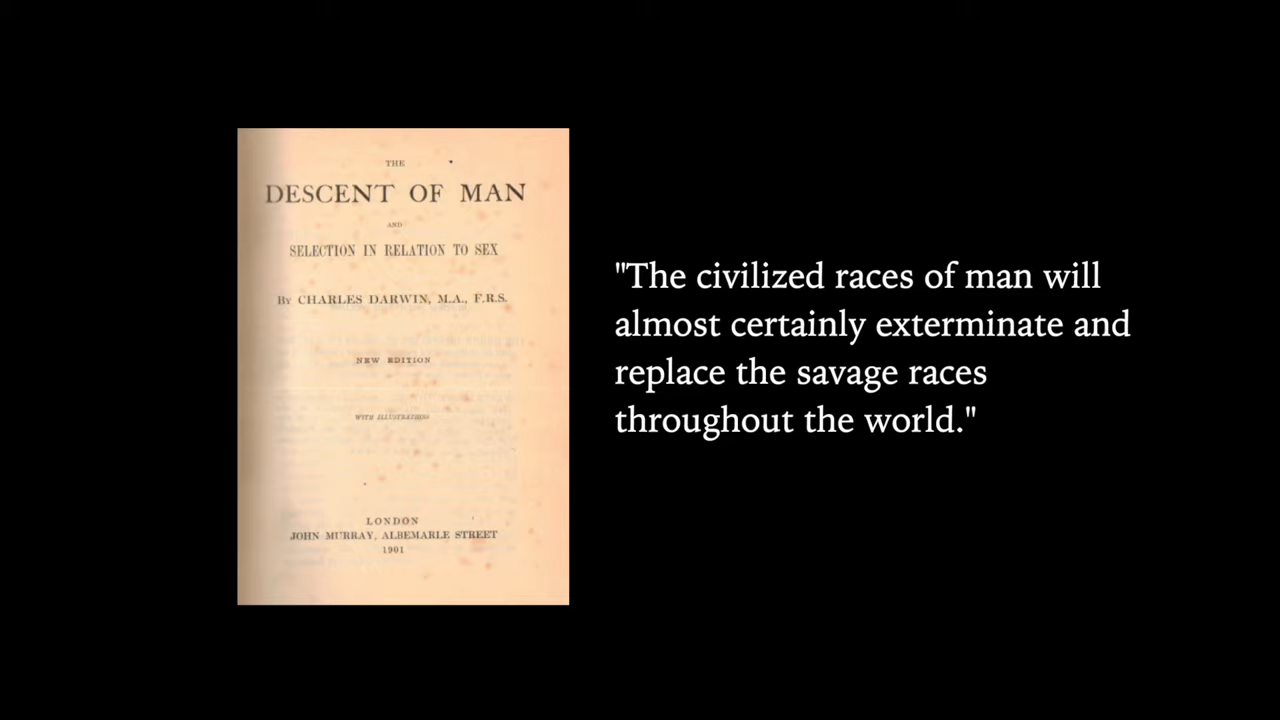 THE
DESCENT OF MAN
AND
SELECTION IN RELATION TO SEX
By CHARLES DARWIN, M.A., F.R.S.
NEW EDITION
WITH ILLUSTRATIONS
LONDON
JOHN MURRAY, ALBEMARLE STREET
1901
"The civilized races of man will
almost certainly exterminate and
replace the savage races
throughout the world."